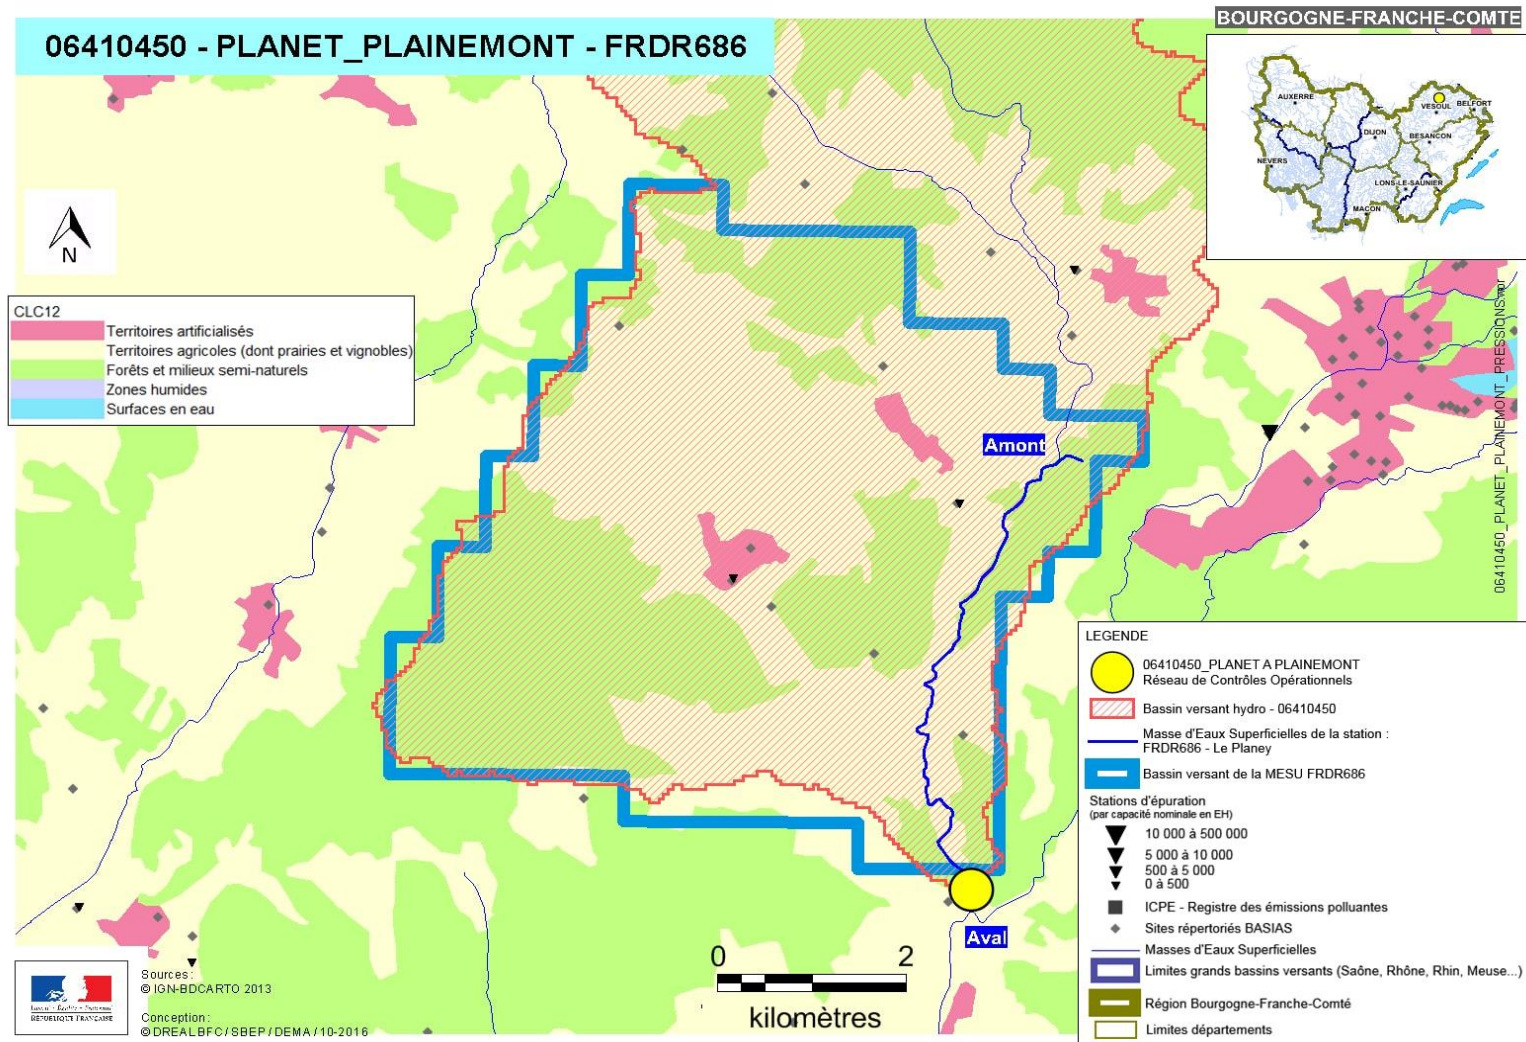 BOURGOGNE-FRANCHE-COMTE
06410450 - PLANET_PLAINEMONT - FRDR686
AUXERRE
VESOUL
BELFORT
DIJON
BESANCON
NEVERS
LONS-LE-SAUNIER
MACON
N
CLC12
Territoires artificialisés
Territoires agricoles (dont prairies et vignobles)
Forêts et milieux semi-naturels
Zones humides
Surfaces en eau
Amont
Aval
06410450_PLANET_PLAINEMONT_PRESSIONS.wor
LEGENDE
06410450_PLANET A PLAINEMONT
Réseau de Contrôles Opérationnels
Bassin versant hydro - 06410450
Masse d'Eaux Superficielles de la station :
FRDR686 - Le Planey
Bassin versant de la MESU FRDR686
Stations d'épuration
(par capacité nominale en EH)
10 000 à 500 000
5 000 à 10 000
500 à 5 000
0 à 500
ICPE - Registre des émissions polluantes
Sites répertoriés BASIAS
Masses d'Eaux Superficielles
Limites grands bassins versants (Saône, Rhône, Rhin, Meuse...)
Région Bourgogne-Franche-Comté
Limites départements
0 2
kilomètres
Liberté • Égalité • Fraternité
RÉPUBLIQUE FRANÇAISE
Sources :
© IGN-BDCARTO 2013
Conception :
© DREAL BFC / SBEP / DEMA / 10-2016